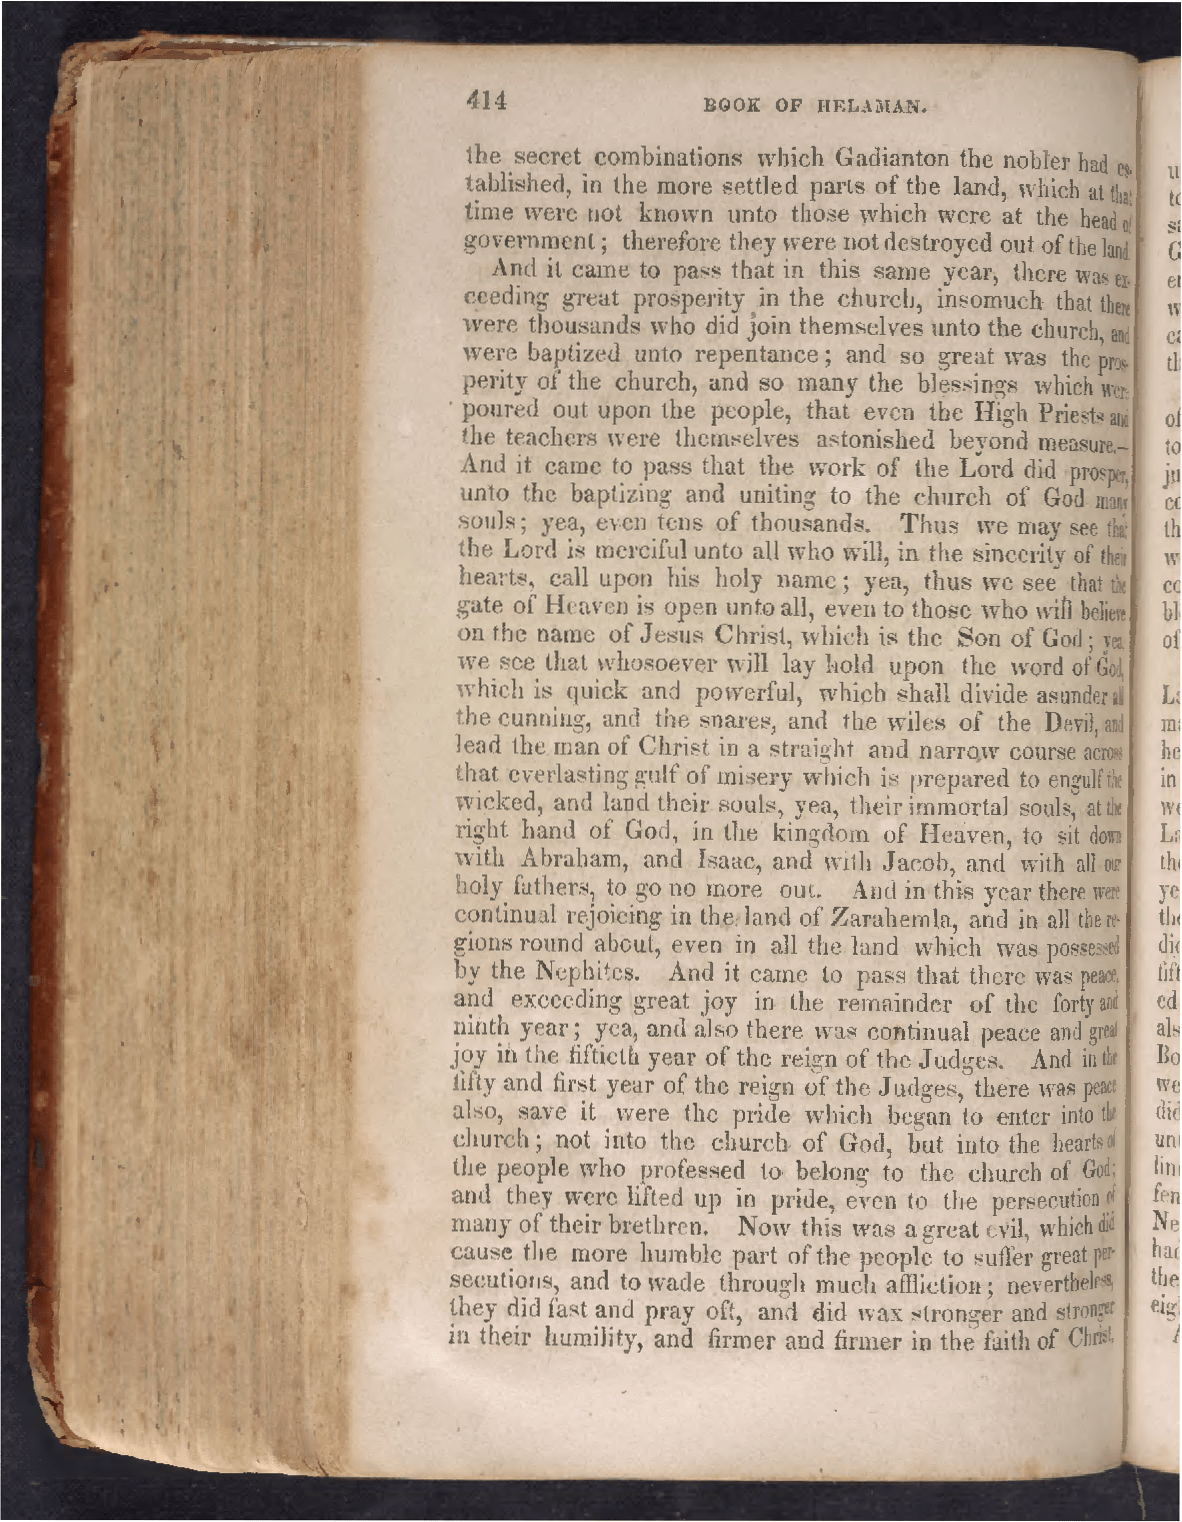 414 BOOK OF HELAMAN.
the secret combinations which Gadianton the nobler had es-
tablished, in the more settled parts of the land, which at that
time were not known unto those which were at the head of
government; therefore they were not destroyed out of the land.
And it came to pass that in this same year, there was ex-
ceeding great prosperity in the church, insomuch that there
were thousands who did join themselves unto the church, and
were baptized unto repentance; and so great was the pros-
perity of the church, and so many the blessings which were
poured out upon the people, that even the High Priests and
the teachers were themselves astonished beyond measure.—
And it came to pass that the work of the Lord did prosper,
unto the baptizing and uniting to the church of God many
souls; yea, even tens of thousands. Thus we may see that
the Lord is merciful unto all who will, in the sincerity of their
hearts, call upon his holy name; yea, thus we see that the
gate of Heaven is open unto all, even to those who will believe
on the name of Jesus Christ, which is the Son of God; yea,
we see that whosoever will lay hold upon the word of God,
which is quick and powerful, which shall divide asunder all
the cunning, and the snares, and the wiles of the Devil, and
lead the man of Christ in a straight and narrow course across
that everlasting gulf of misery which is prepared to engulf the
wicked, and land their souls, yea, their immortal souls, at the
right hand of God, in the kingdom of Heaven, to sit down
with Abraham, and Isaac, and with Jacob, and with all our
holy fathers, to go no more out. And in this year there were
continual rejoicing in the land of Zarahemla, and in all the re-
gions round about, even in all the land which was possessed
by the Nephites. And it came to pass that there was peace,
and exceeding great joy in the remainder of the forty and
ninth year; yea, and also there was continual peace and great
joy in the fiftieth year of the reign of the Judges. And in the
fifty and first year of the reign of the Judges, there was peace
also, save it were the pride which began to enter into the
church; not into the church of God, but into the hearts of
the people who professed to belong to the church of God;
and they were lifted up in pride, even to the persecution of
many of their brethren. Now this was a great evil, which did
cause the more humble part of the people to suffer great per-
secutions, and to wade through much affliction; nevertheless,
they did fast and pray oft, and did wax stronger and stronger
in their humility, and firmer and firmer in the faith of Christ,